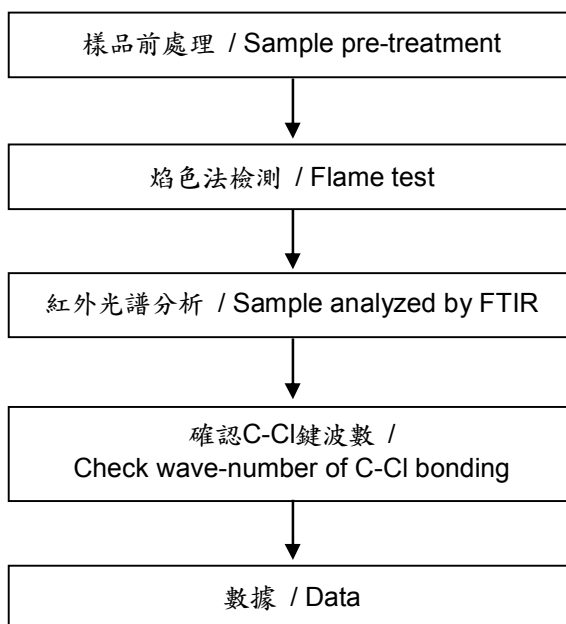 樣品前處理 / Sample pre-treatment
焰色法檢測 / Flame test
紅外光譜分析 / Sample analyzed by FTIR
確認C-Cl鍵波數 /
Check wave-number of C-Cl bonding
數據 / Data